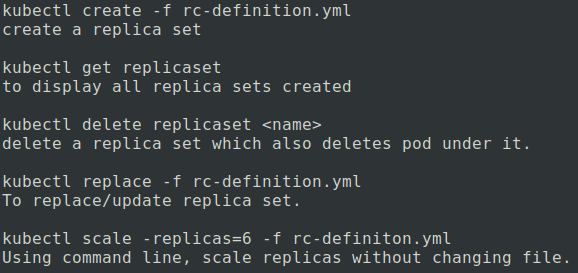 kubectl create -f rc-definition.yml
create a replica set
kubectl get replicaset
to display all replica sets created
kubectl delete replicaset <name>
delete a replica set which also deletes pod under it.
kubectl replace -f rc-definition.yml
To replace/update replica set.
kubectl scale -replicas=6 -f rc-definiton.yml
Using command line, scale replicas without changing file.